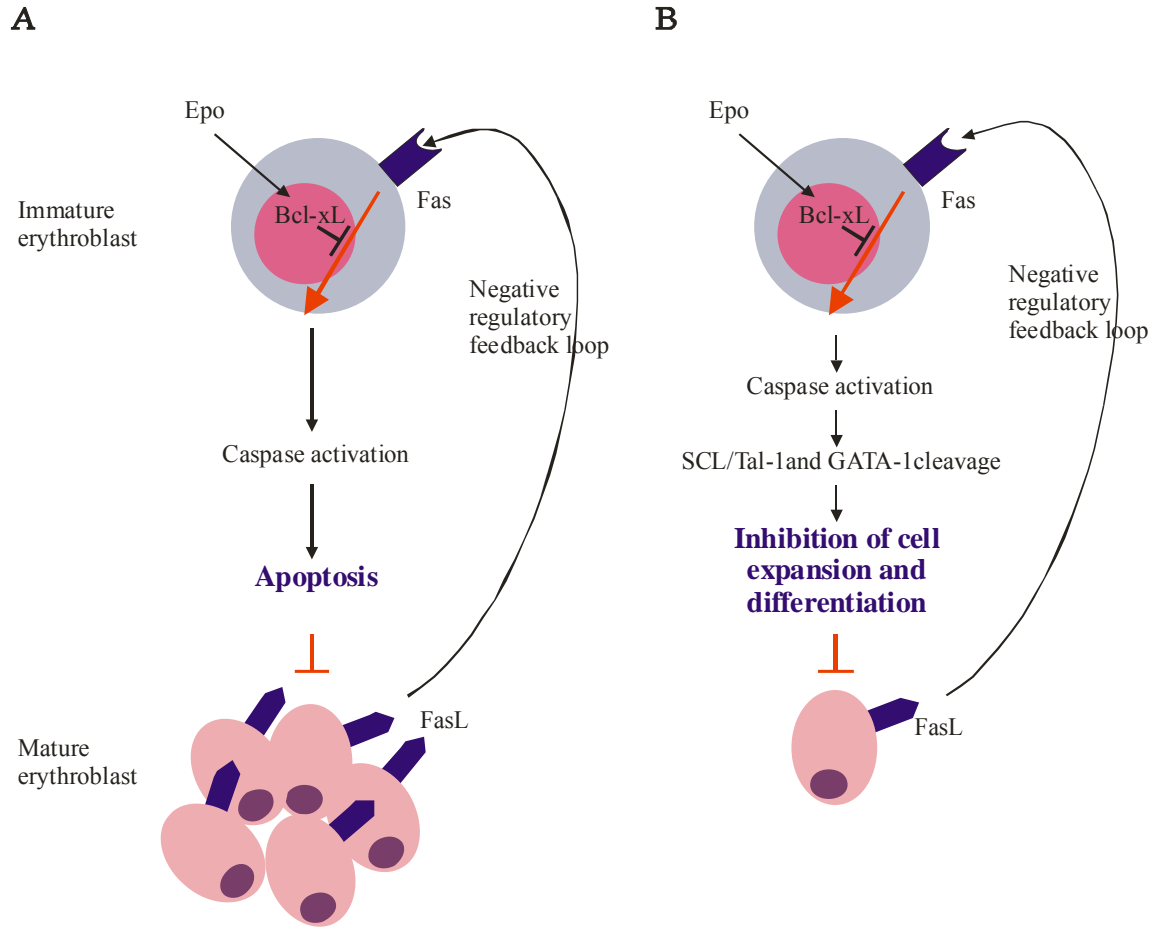 A
Epo
Bcl-xL
Fas
Immature
erythroblast
Negative
regulatory
feedback loop
Caspase activation
Apoptosis
FasL
Mature
erythroblast
B
Epo
Bcl-xL
Fas
Negative
regulatory
feedback loop
Caspase activation
SCL/Tal-1and GATA-1cleavage
Inhibition of cell
expansion and
differentiation
FasL